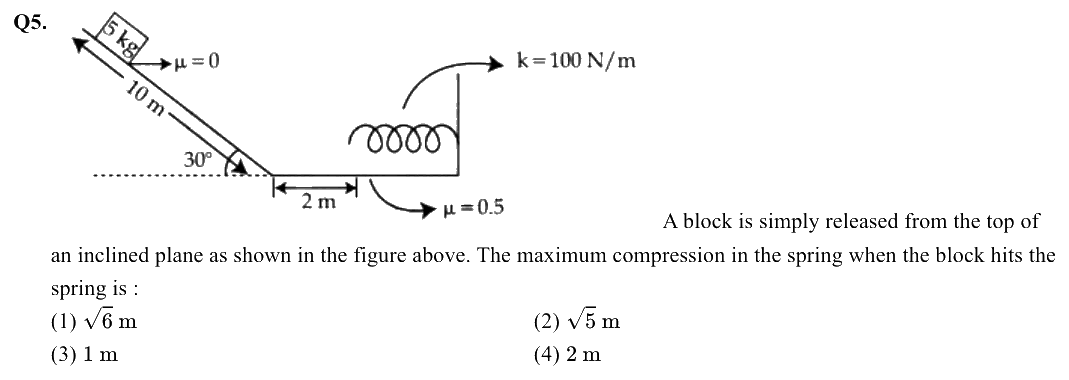 Q5.
5 kg
μ = 0
k = 100 N/m
10 m
30°
2 m
μ = 0.5
A block is simply released from the top of
an inclined plane as shown in the figure above. The maximum compression in the spring when the block hits the
spring is :
(1) √6 m (2) √5 m
(3) 1 m (4) 2 m